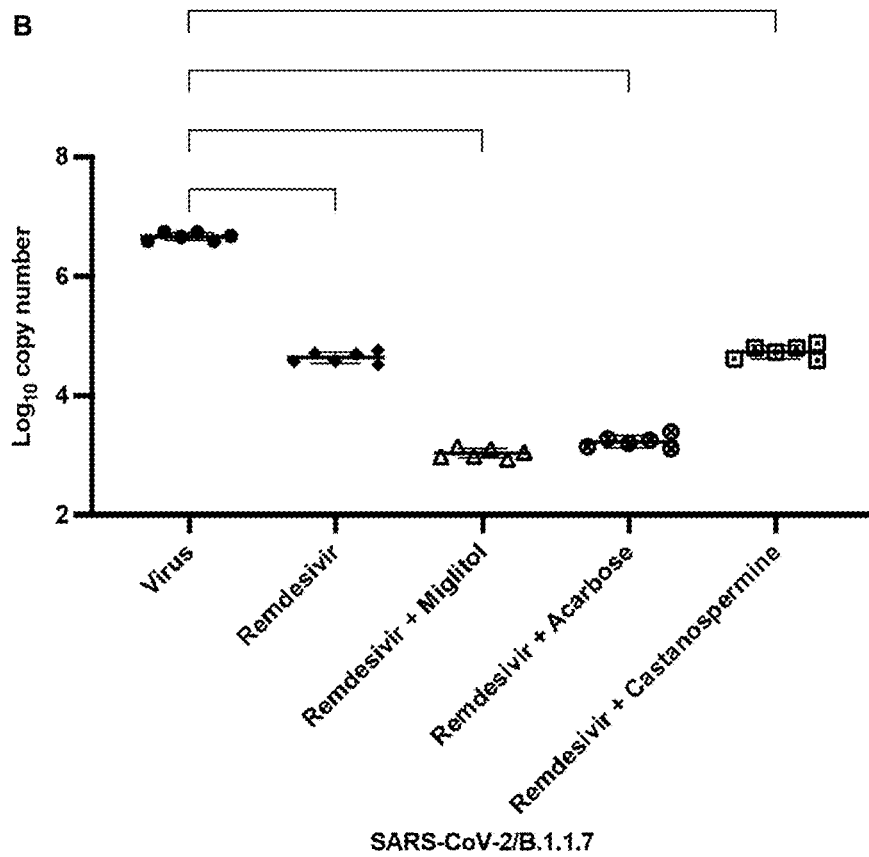 B
8
6
4
2
Log₁₀ copy number
Virus
Remdesivir
Remdesivir + Miglitol
Remdesivir + Acarbose
Remdesivir + Castanospermine
SARS-CoV-2/B.1.1.7